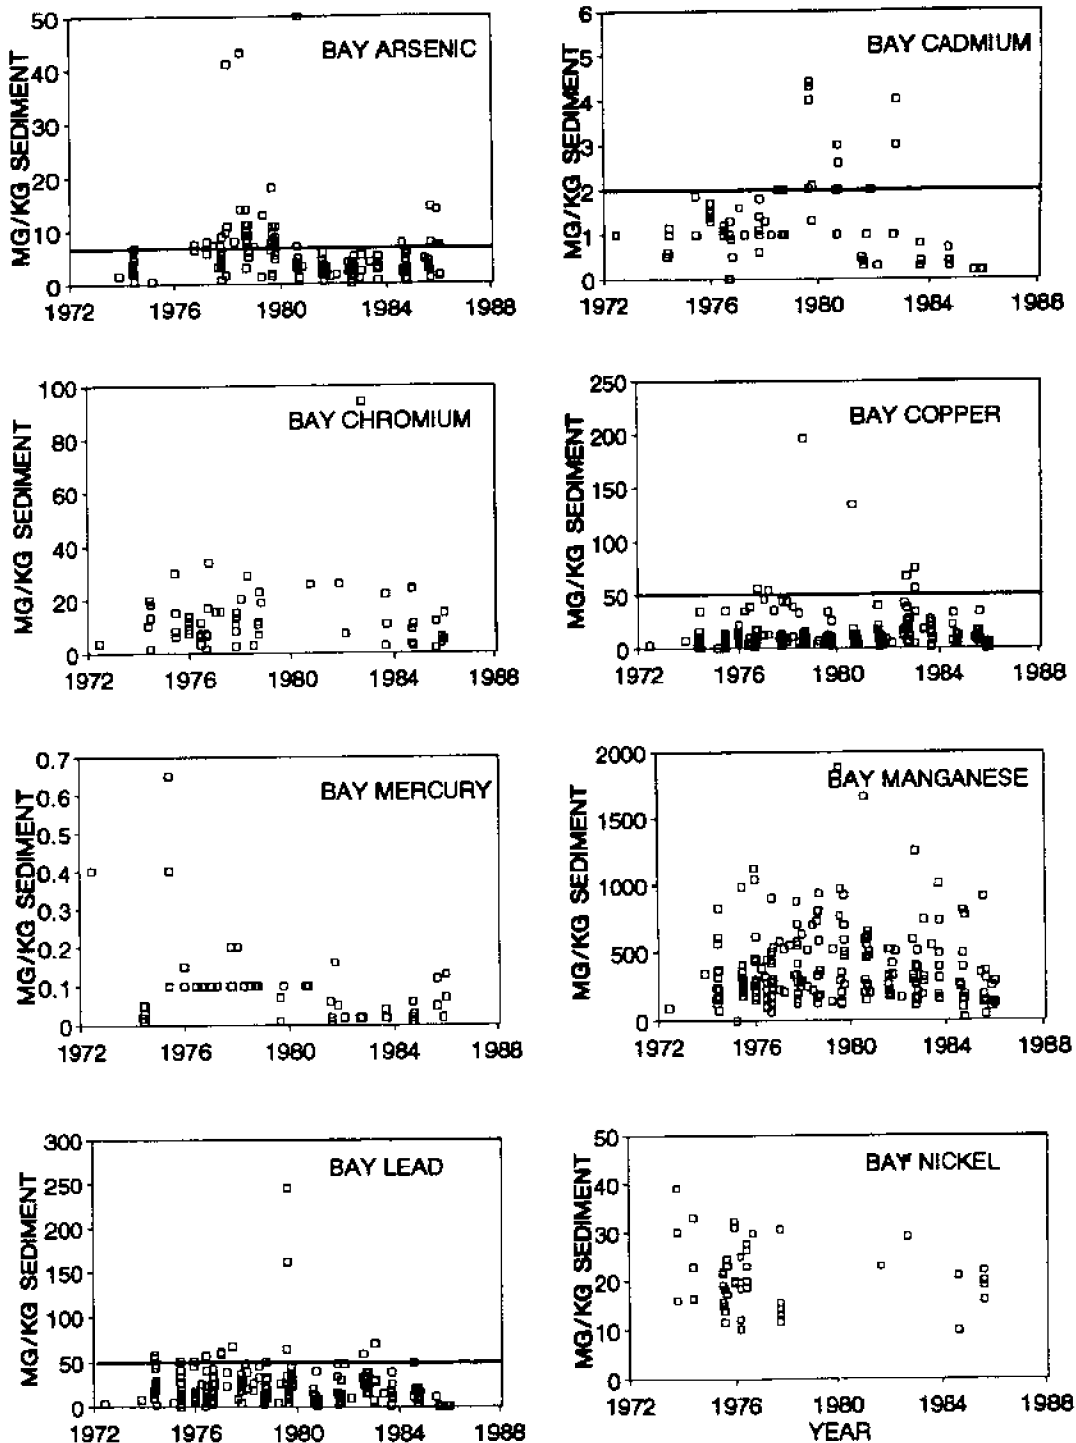 BAY ARSENIC
MG/KG SEDIMENT
50
40
30
20
10
0
1972 1976 1980 1984 1988
BAY CADMIUM
MG/KG SEDIMENT
6
5
4
3
2
1
0
1972 1976 1980 1984 1988
BAY CHROMIUM
MG/KG SEDIMENT
100
80
60
40
20
0
1972 1976 1980 1984 1988
BAY COPPER
MG/KG SEDIMENT
250
200
150
100
50
0
1972 1976 1980 1984 1988
BAY MERCURY
MG/KG SEDIMENT
0.7
0.6
0.5
0.4
0.3
0.2
0.1
0
1972 1976 1980 1984 1988
BAY MANGANESE
MG/KG SEDIMENT
2000
1500
1000
500
0
1972 1976 1980 1984 1988
BAY LEAD
MG/KG SEDIMENT
300
250
200
150
100
50
0
1972 1976 1980 1984 1988
BAY NICKEL
MG/KG SEDIMENT
50
40
30
20
10
0
1972 1976 1980 1984 1988
YEAR